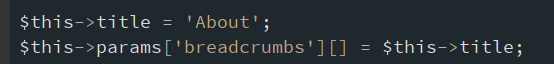 $this->title = 'About';
$this->params['breadcrumbs'][] = $this->title;